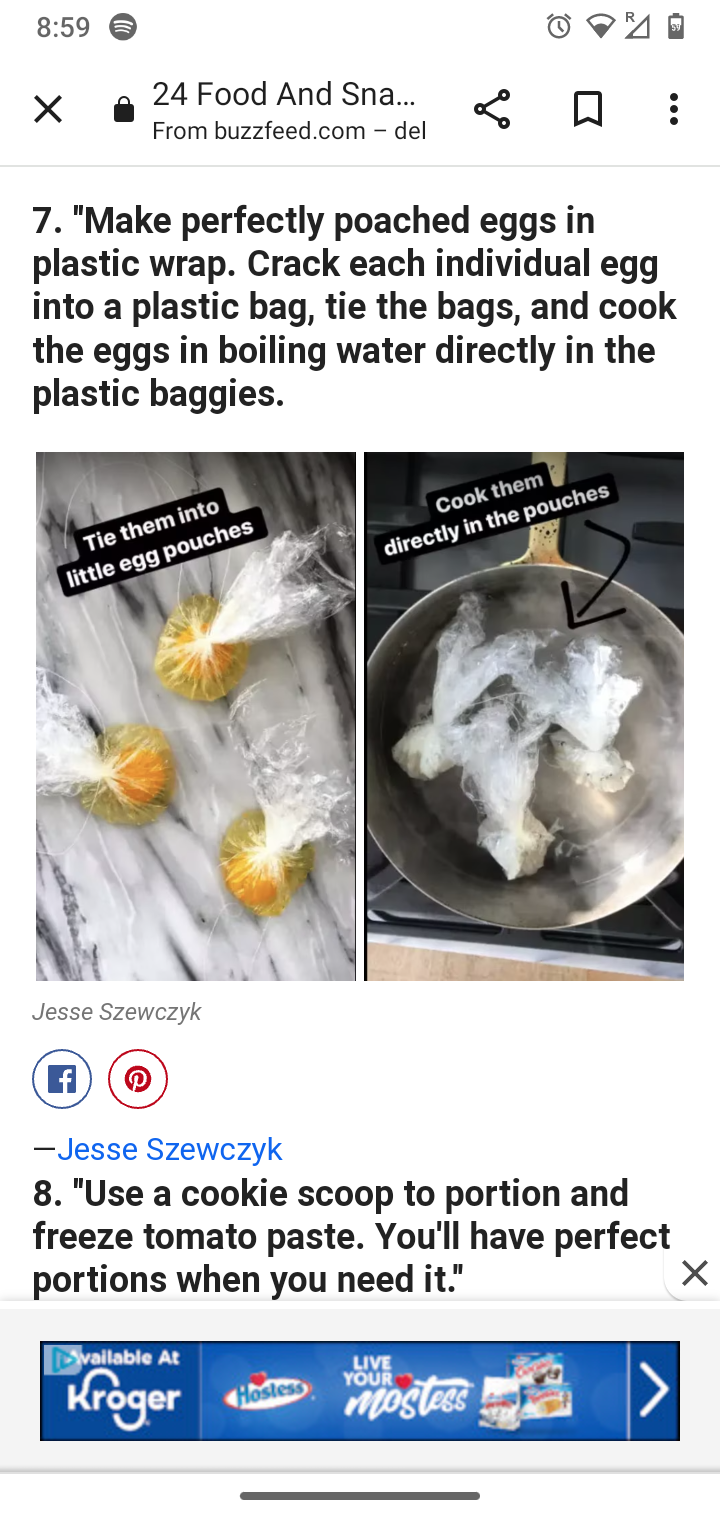 8:59
R
24 Food And Sna...
From buzzfeed.com – del
7. "Make perfectly poached eggs in
plastic wrap. Crack each individual egg
into a plastic bag, tie the bags, and cook
the eggs in boiling water directly in the
plastic baggies.
Tie them into
little egg pouches
Cook them
directly in the pouches
Jesse Szewczyk
—Jesse Szewczyk
8. "Use a cookie scoop to portion and
freeze tomato paste. You'll have perfect
portions when you need it."
Available At
Kroger
Hostess
LIVE
YOUR
mostess